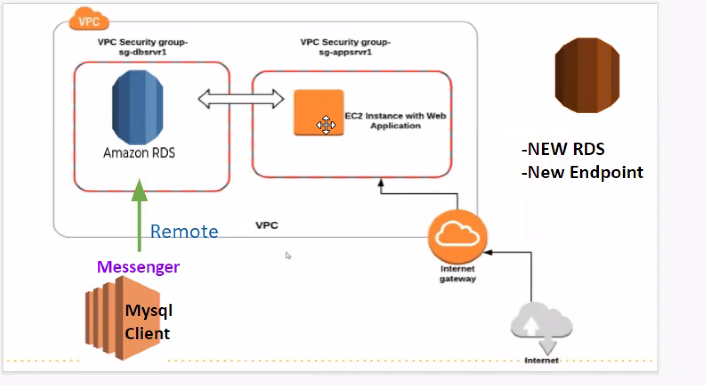 VPC
VPC Security group-
sg-dbsrvr1
VPC Security group-
sg-appsrvr1
Amazon RDS
EC2 Instance with Web
Application
-NEW RDS
-New Endpoint
VPC
Remote
Messenger
Mysql
Client
Internet
gateway
Internet